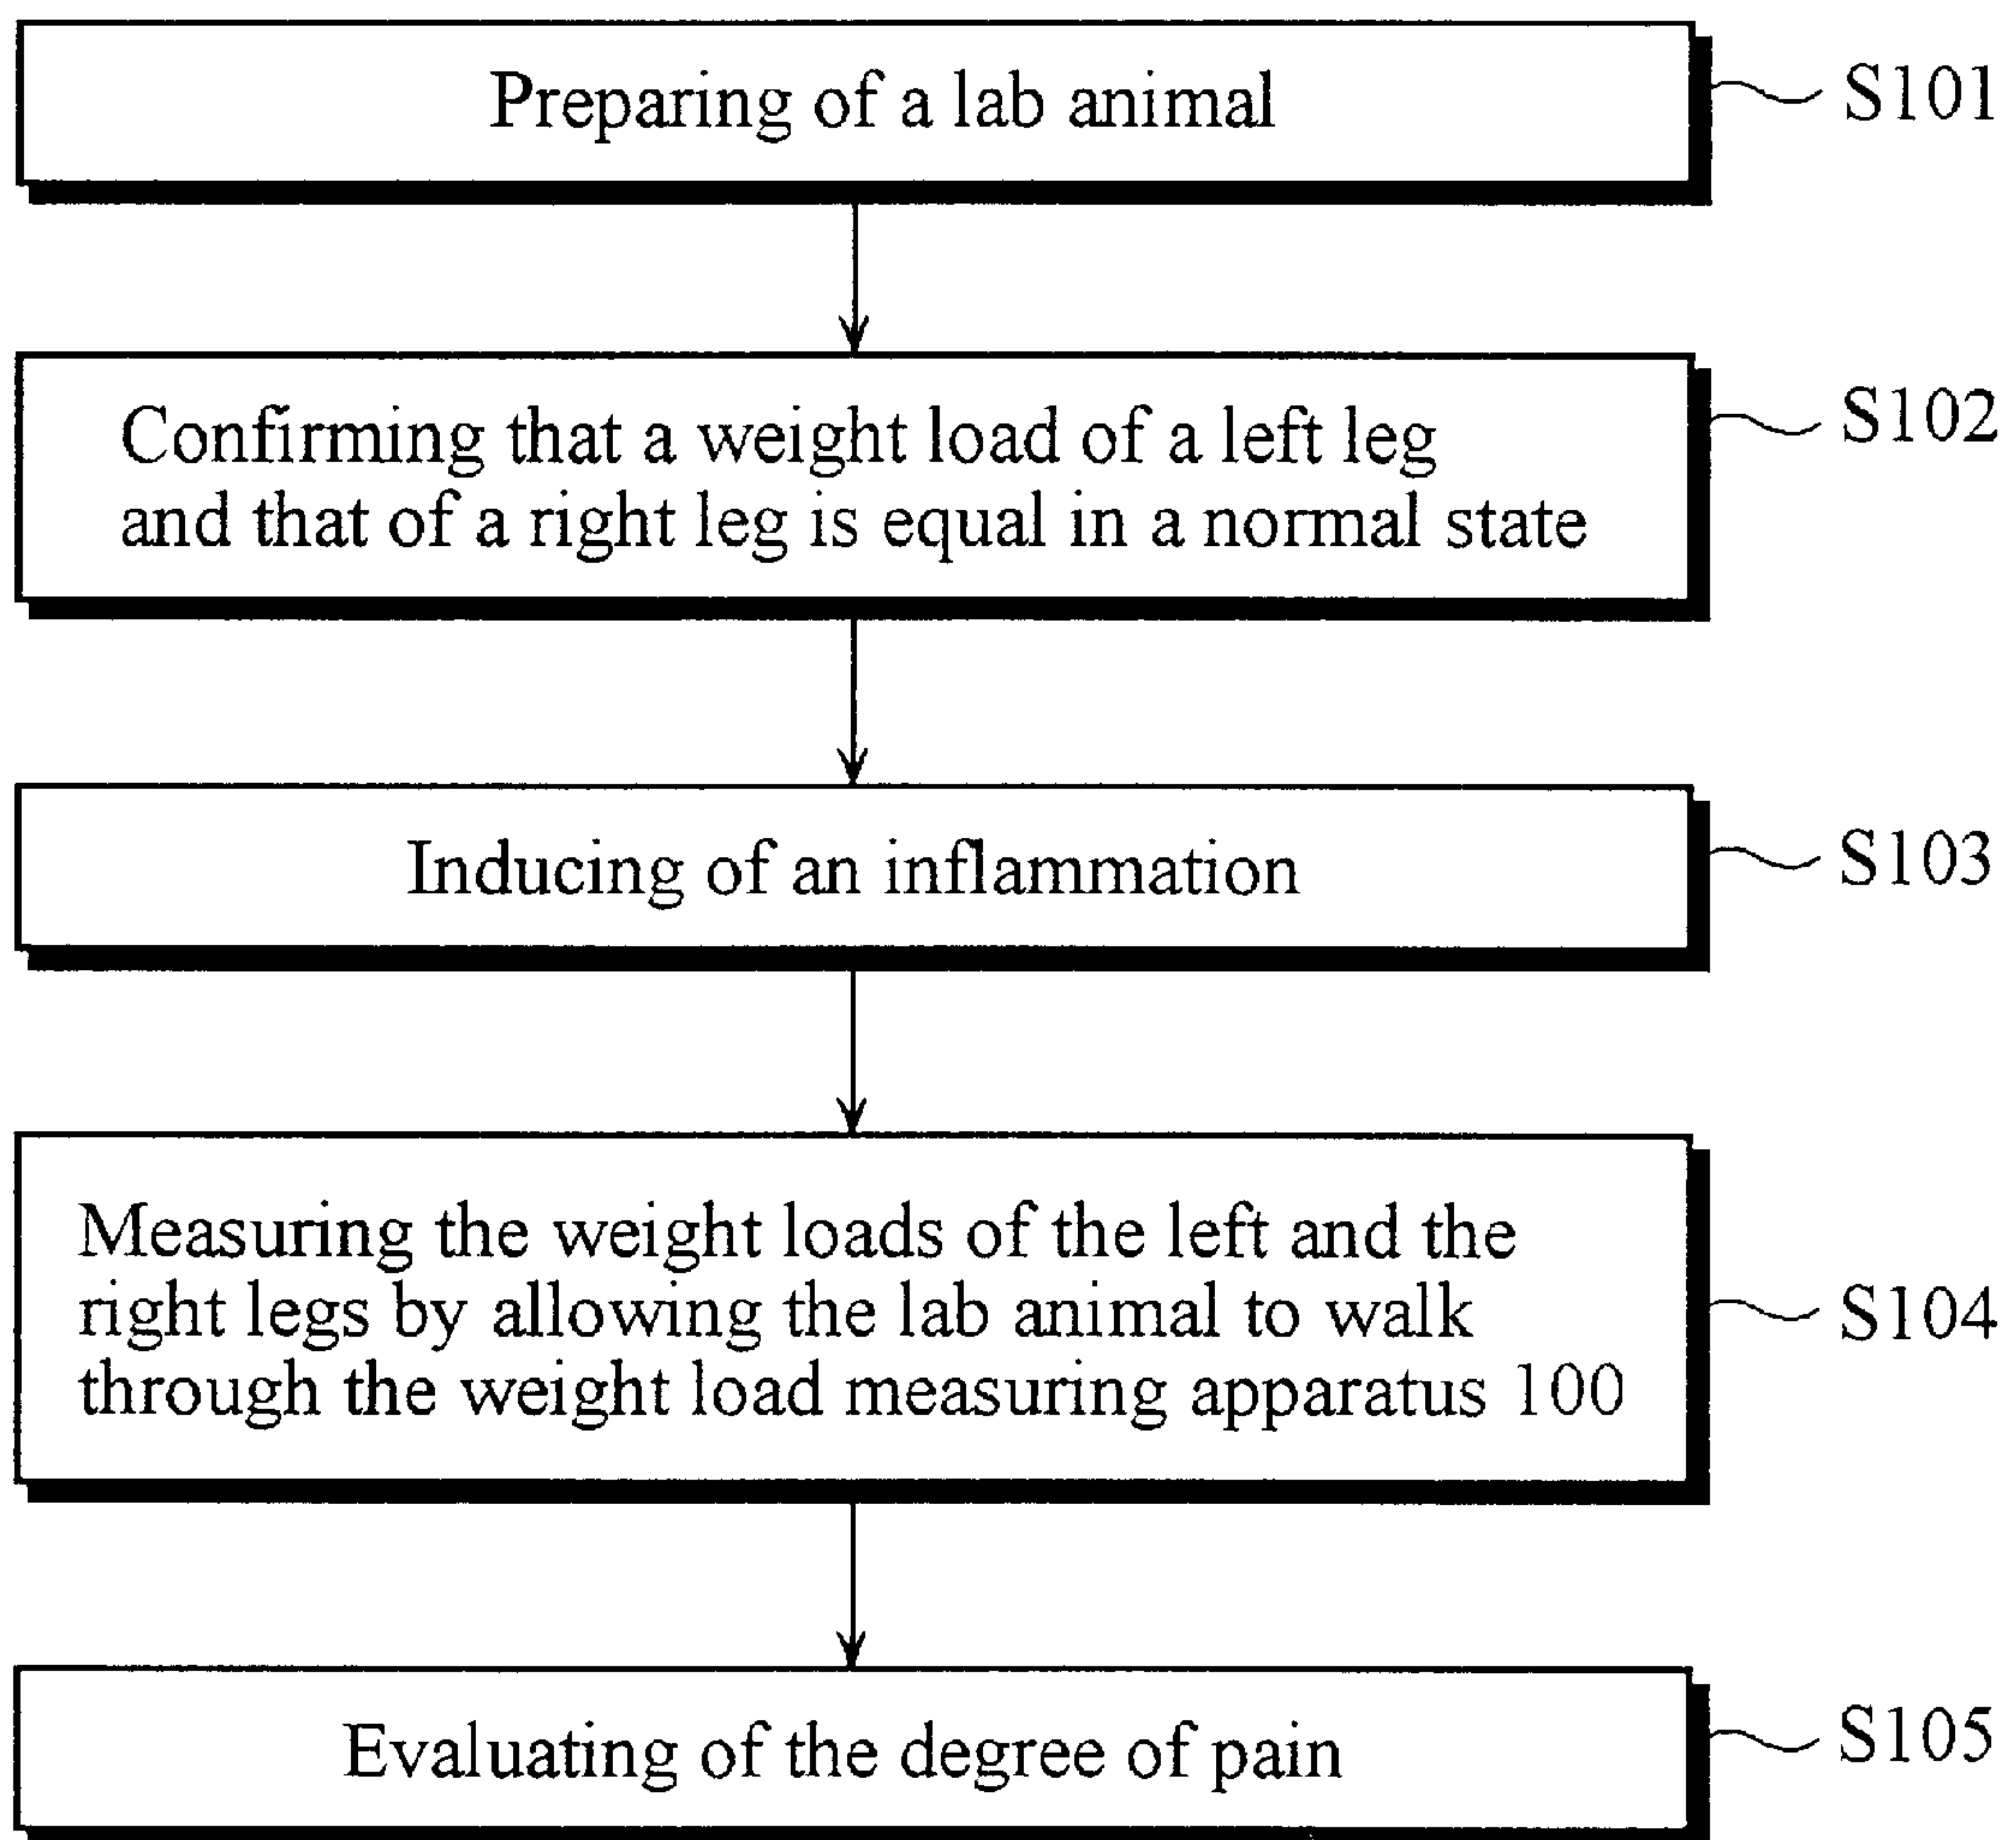 Preparing of a lab animal
S101
Confirming that a weight load of a left leg
and that of a right leg is equal in a normal state
S102
Inducing of an inflammation
S103
Measuring the weight loads of the left and the
right legs by allowing the lab animal to walk
through the weight load measuring apparatus 100
S104
Evaluating of the degree of pain
S105